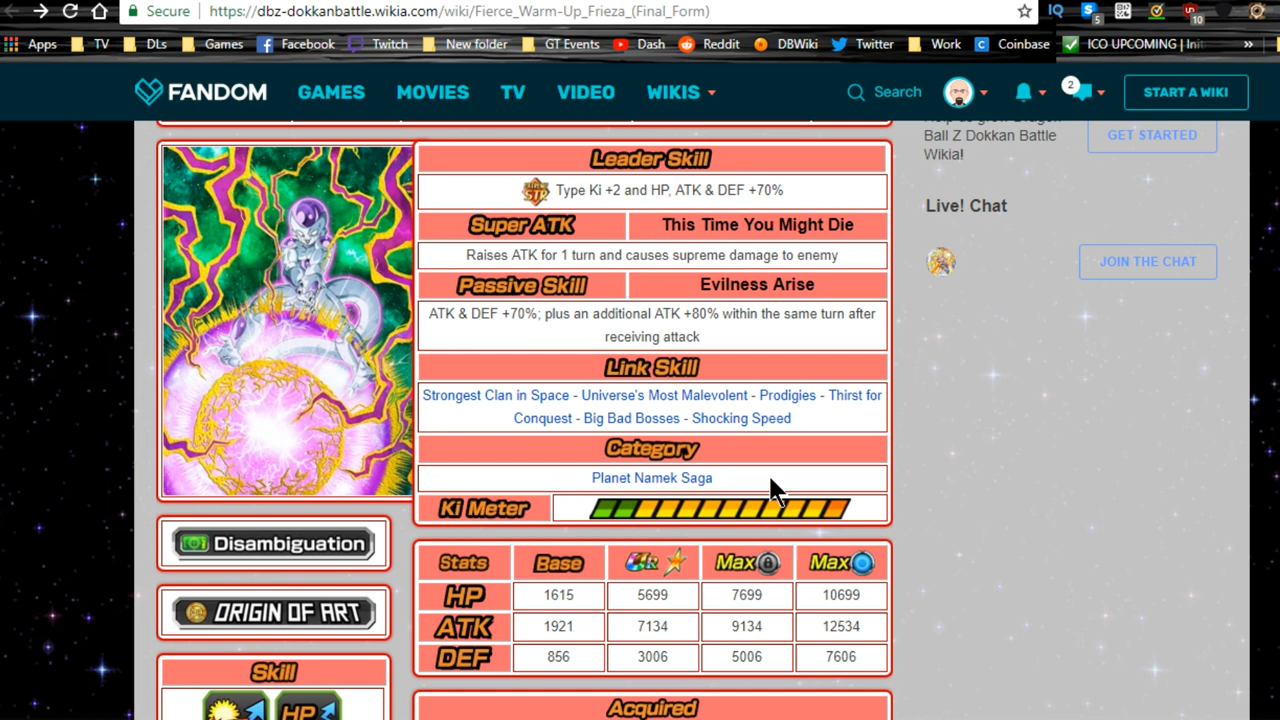 Secure https://dbz-dokkanbattle.wikia.com/wiki/Fierce_Warm-Up_Frieza_(Final_Form) IQ 5 10
Apps TV DLs Games Facebook Twitch New folder GT Events Dash Reddit DBWiki Twitter Work Coinbase ICO UPCOMING | »
FANDOM GAMES MOVIES TV VIDEO WIKIS Search 2 START A WIKI
Ball Z Dokkan Battle
Wikia!
GET STARTED
Live! Chat
JOIN THE CHAT
Leader Skill
EXTREME STR Type Ki +2 and HP, ATK & DEF +70%
Super ATK This Time You Might Die
Raises ATK for 1 turn and causes supreme damage to enemy
Passive Skill Evilness Arise
ATK & DEF +70%; plus an additional ATK +80% within the same turn after
receiving attack
Link Skill
Strongest Clan in Space - Universe's Most Malevolent - Prodigies - Thirst for
Conquest - Big Bad Bosses - Shocking Speed
Category
Planet Namek Saga
Ki Meter
Disambiguation
ORIGIN OF ART
Skill
HP
Stats Base UR Max Max
HP 1615 5699 7699 10699
ATK 1921 7134 9134 12534
DEF 856 3006 5006 7606
Acquired